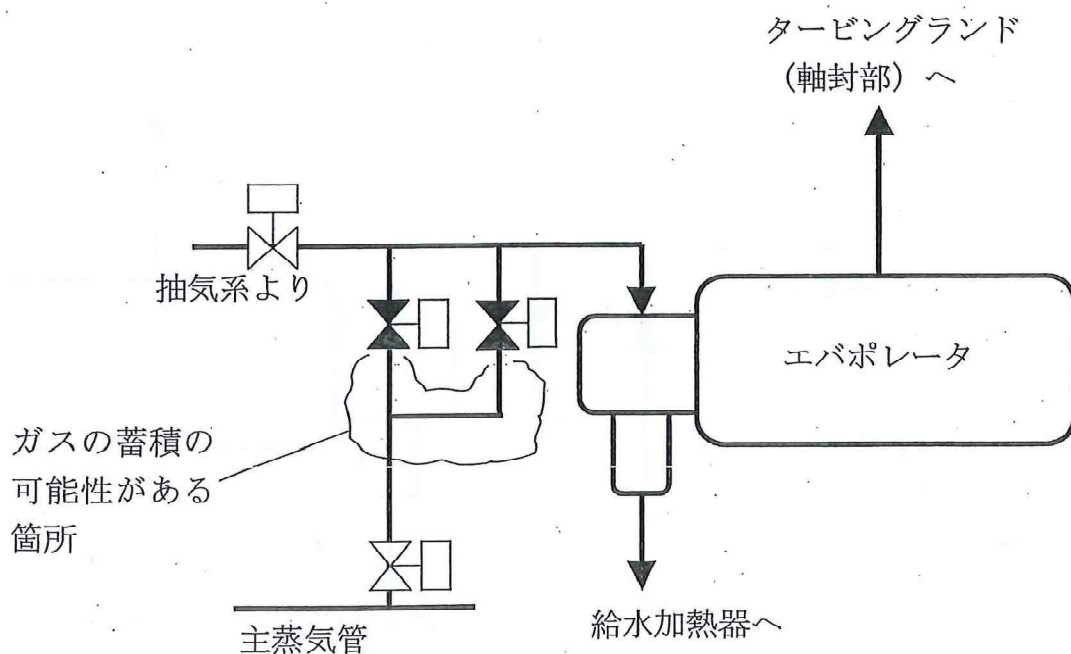 タービングランド
（軸封部）へ
抽気系より
エバポレータ
ガスの蓄積の
可能性がある
箇所
給水加熱器へ
主蒸気管